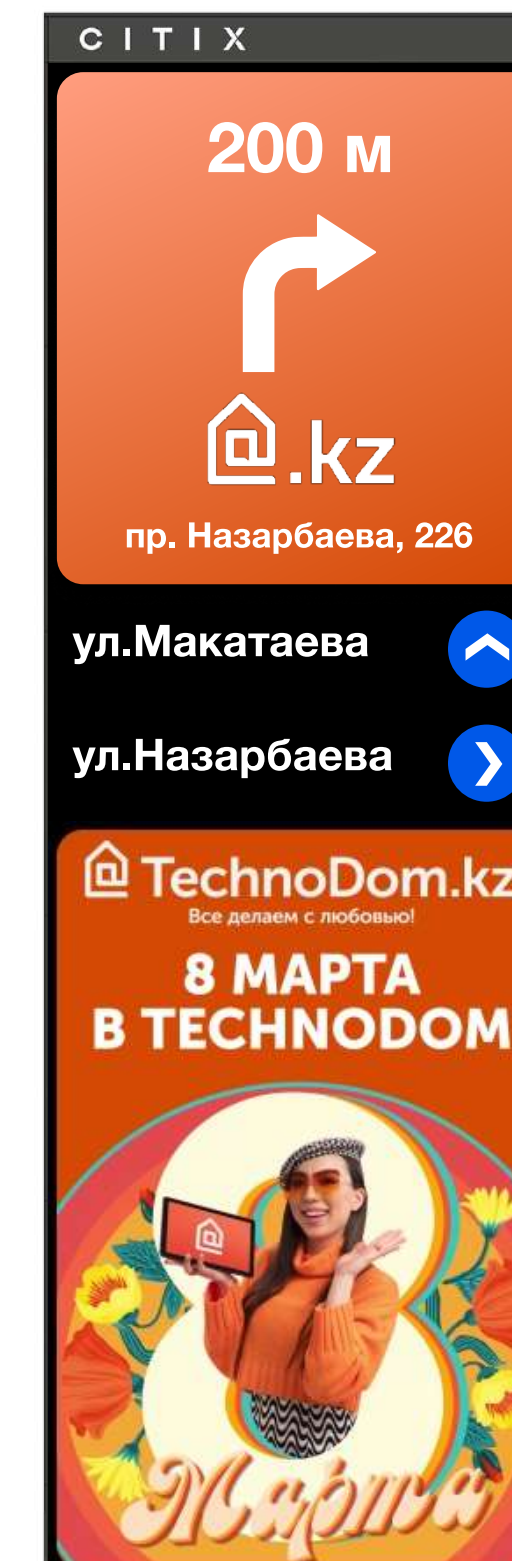 CITIX
200 м
@.kz
пр. Назарбаева, 226
ул.Макатаева
ул.Назарбаева
@ TechnoDom.kz
Все делаем с любовью!
8 МАРТА
В TECHNODOM
8
Марта